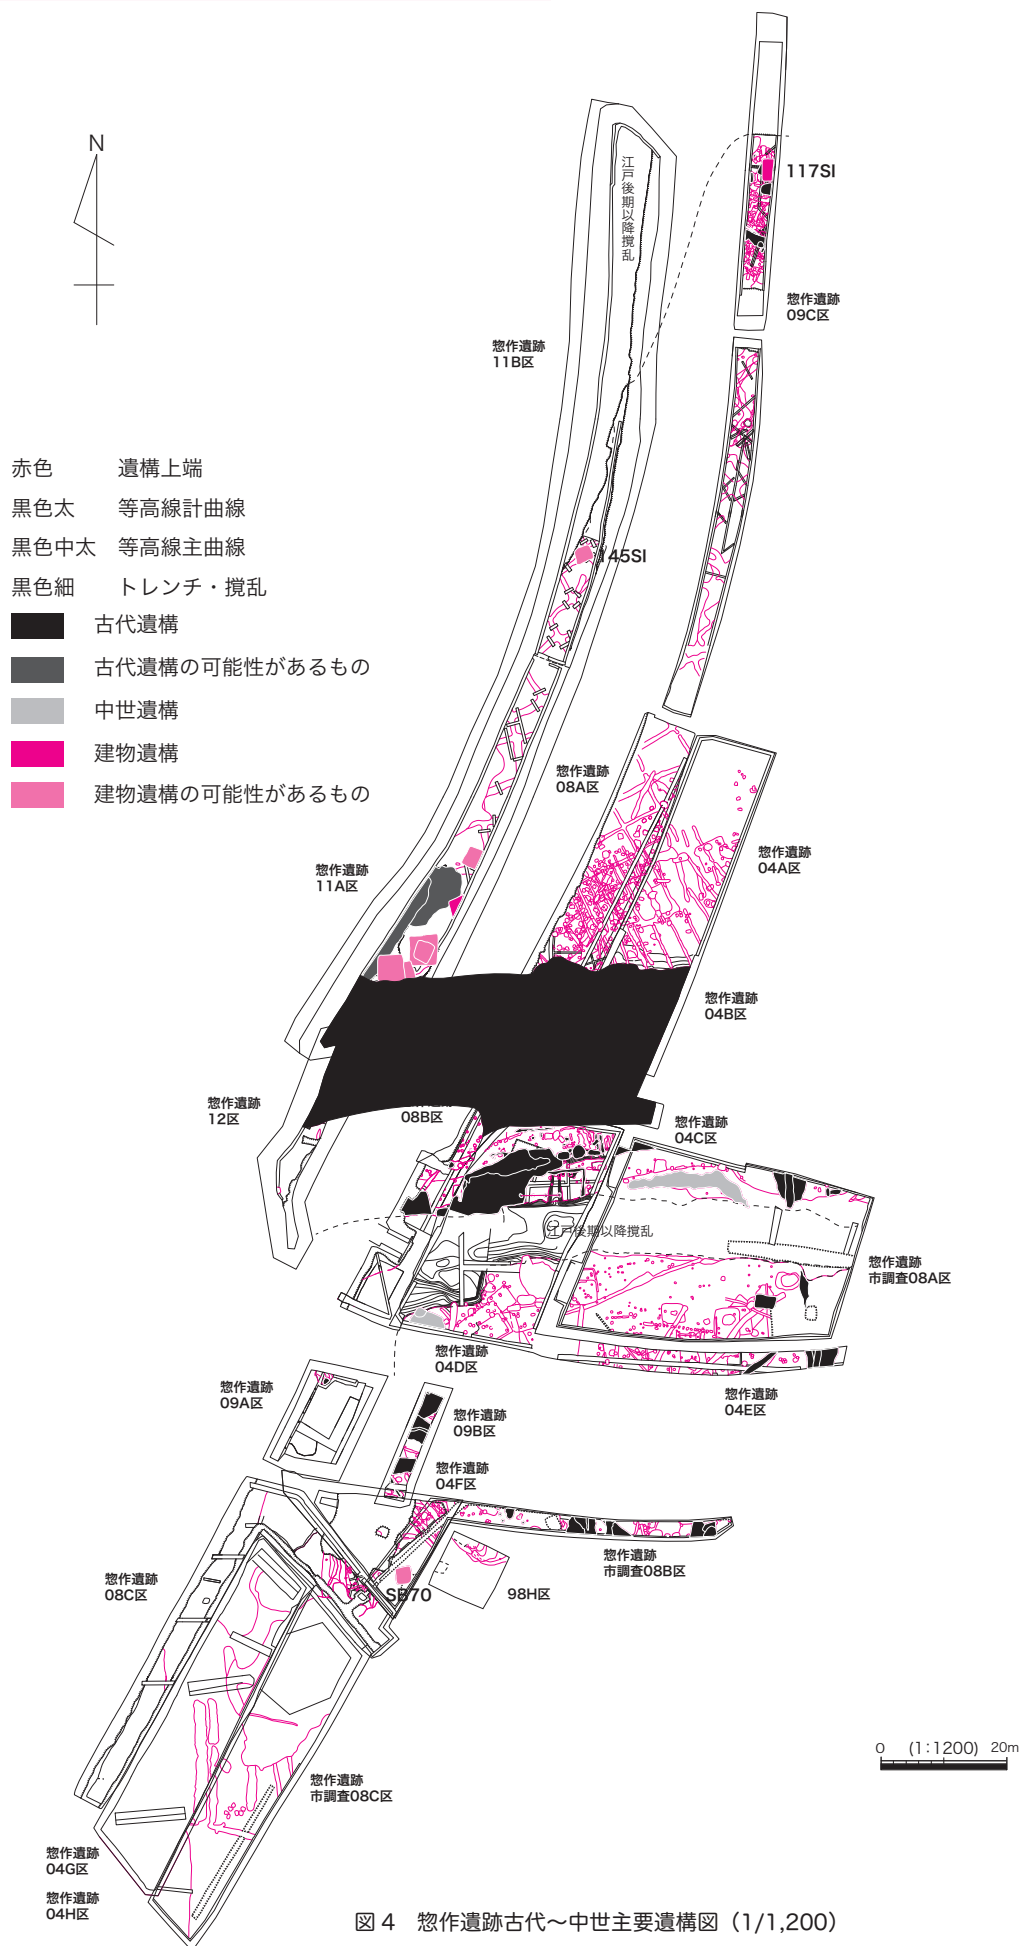 N
江戸後期以降撹乱
117SI
惣作遺跡
09C区
惣作遺跡
11B区
赤色 遺構上端
黒色太 等高線計曲線
黒色中太 等高線主曲線
黒色細 トレンチ・撹乱
古代遺構
古代遺構の可能性があるもの
中世遺構
建物遺構
建物遺構の可能性があるもの
145SI
惣作遺跡
08A区
惣作遺跡
04A区
惣作遺跡
11A区
惣作遺跡
04B区
惣作遺跡
12区
08B区
惣作遺跡
04C区
江戸後期以降撹乱
惣作遺跡
市調査08A区
惣作遺跡
04D区
惣作遺跡
09A区
惣作遺跡
04E区
惣作遺跡
09B区
惣作遺跡
04F区
惣作遺跡
市調査08B区
惣作遺跡
08C区
SB70
98H区
惣作遺跡
市調査08C区
0 (1:1200) 20m
惣作遺跡
04G区
惣作遺跡
04H区
図4 惣作遺跡古代～中世主要遺構図（1/1,200）